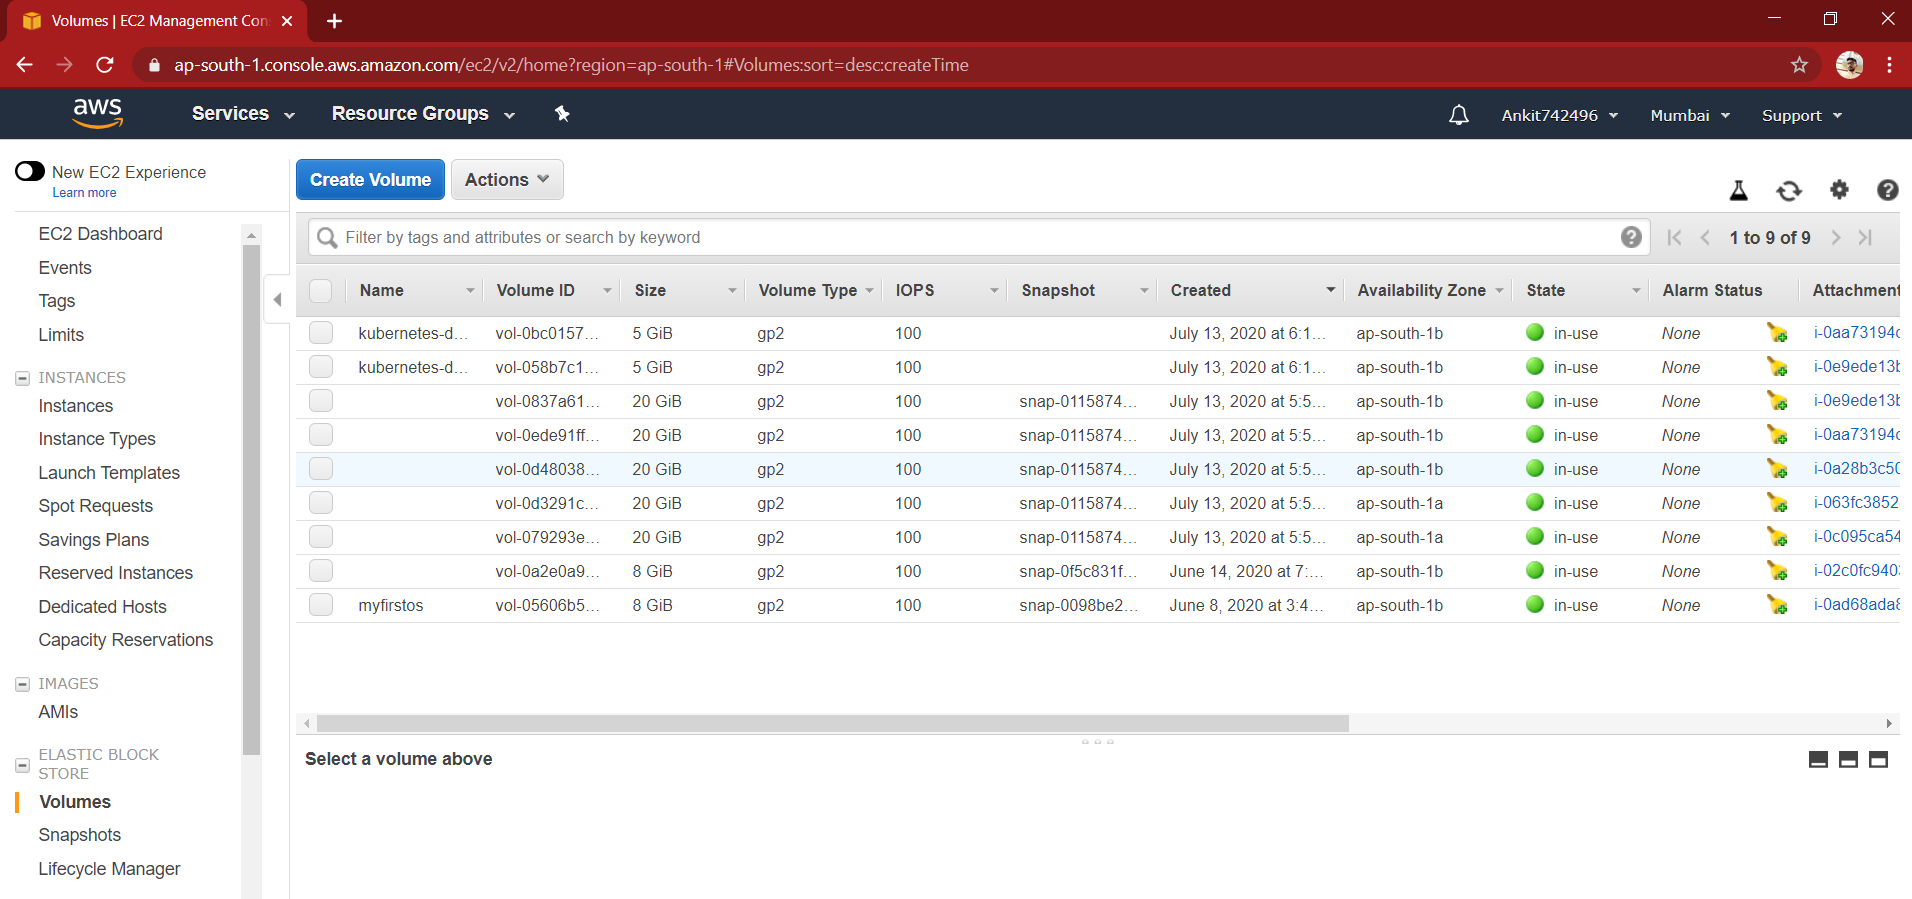 Volumes | EC2 Management Con
ap-south-1.console.aws.amazon.com/ec2/v2/home?region=ap-south-1#Volumes:sort=desc:createTime
aws Services Resource Groups Ankit742496 Mumbai Support
New EC2 Experience
Learn more
EC2 Dashboard
Events
Tags
Limits
INSTANCES
Instances
Instance Types
Launch Templates
Spot Requests
Savings Plans
Reserved Instances
Dedicated Hosts
Capacity Reservations
IMAGES
AMIs
ELASTIC BLOCK
STORE
Volumes
Snapshots
Lifecycle Manager
Create Volume Actions
Filter by tags and attributes or search by keyword 1 to 9 of 9
Name Volume ID Size Volume Type IOPS Snapshot Created Availability Zone State Alarm Status Attachment
kubernetes-d... vol-0bc0157... 5 GiB gp2 100 July 13, 2020 at 6:1... ap-south-1b in-use None i-0aa73194c
kubernetes-d... vol-058b7c1... 5 GiB gp2 100 July 13, 2020 at 6:1... ap-south-1b in-use None i-0e9ede13b
vol-0837a61... 20 GiB gp2 100 snap-0115874... July 13, 2020 at 5:5... ap-south-1b in-use None i-0e9ede13b
vol-0ede91ff... 20 GiB gp2 100 snap-0115874... July 13, 2020 at 5:5... ap-south-1b in-use None i-0aa73194c
vol-0d48038... 20 GiB gp2 100 snap-0115874... July 13, 2020 at 5:5... ap-south-1b in-use None i-0a28b3c50
vol-0d3291c... 20 GiB gp2 100 snap-0115874... July 13, 2020 at 5:5... ap-south-1a in-use None i-063fc3852
vol-079293e... 20 GiB gp2 100 snap-0115874... July 13, 2020 at 5:5... ap-south-1a in-use None i-0c095ca54
vol-0a2e0a9... 8 GiB gp2 100 snap-0f5c831f... June 14, 2020 at 7:... ap-south-1b in-use None i-02c0fc940
myfirstos vol-05606b5... 8 GiB gp2 100 snap-0098be2... June 8, 2020 at 3:4... ap-south-1b in-use None i-0ad68ada8
Select a volume above